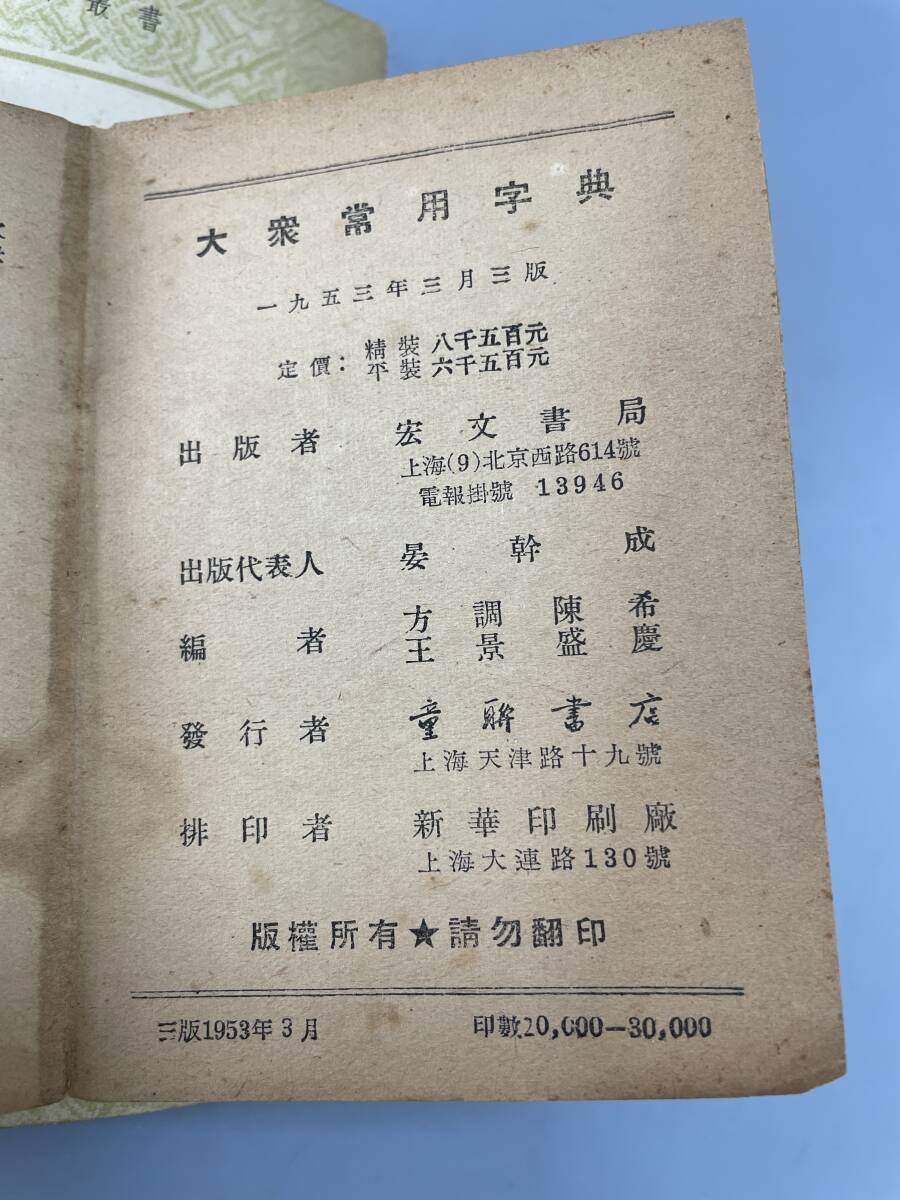 叢書
大衆常用字典
一九五三年三月三版
定價：精裝 八千五百元
平裝 六千五百元
出版者 宏文書局
上海(9)北京西路614號
電報掛號 13946
出版代表人 晏幹成
編者 方調陳希
王景盛慶
發行者 童聯書店
上海天津路十九號
排印者 新華印刷廠
上海大連路130號
版權所有★請勿翻印
三版1953年3月 印數20,000—30,000